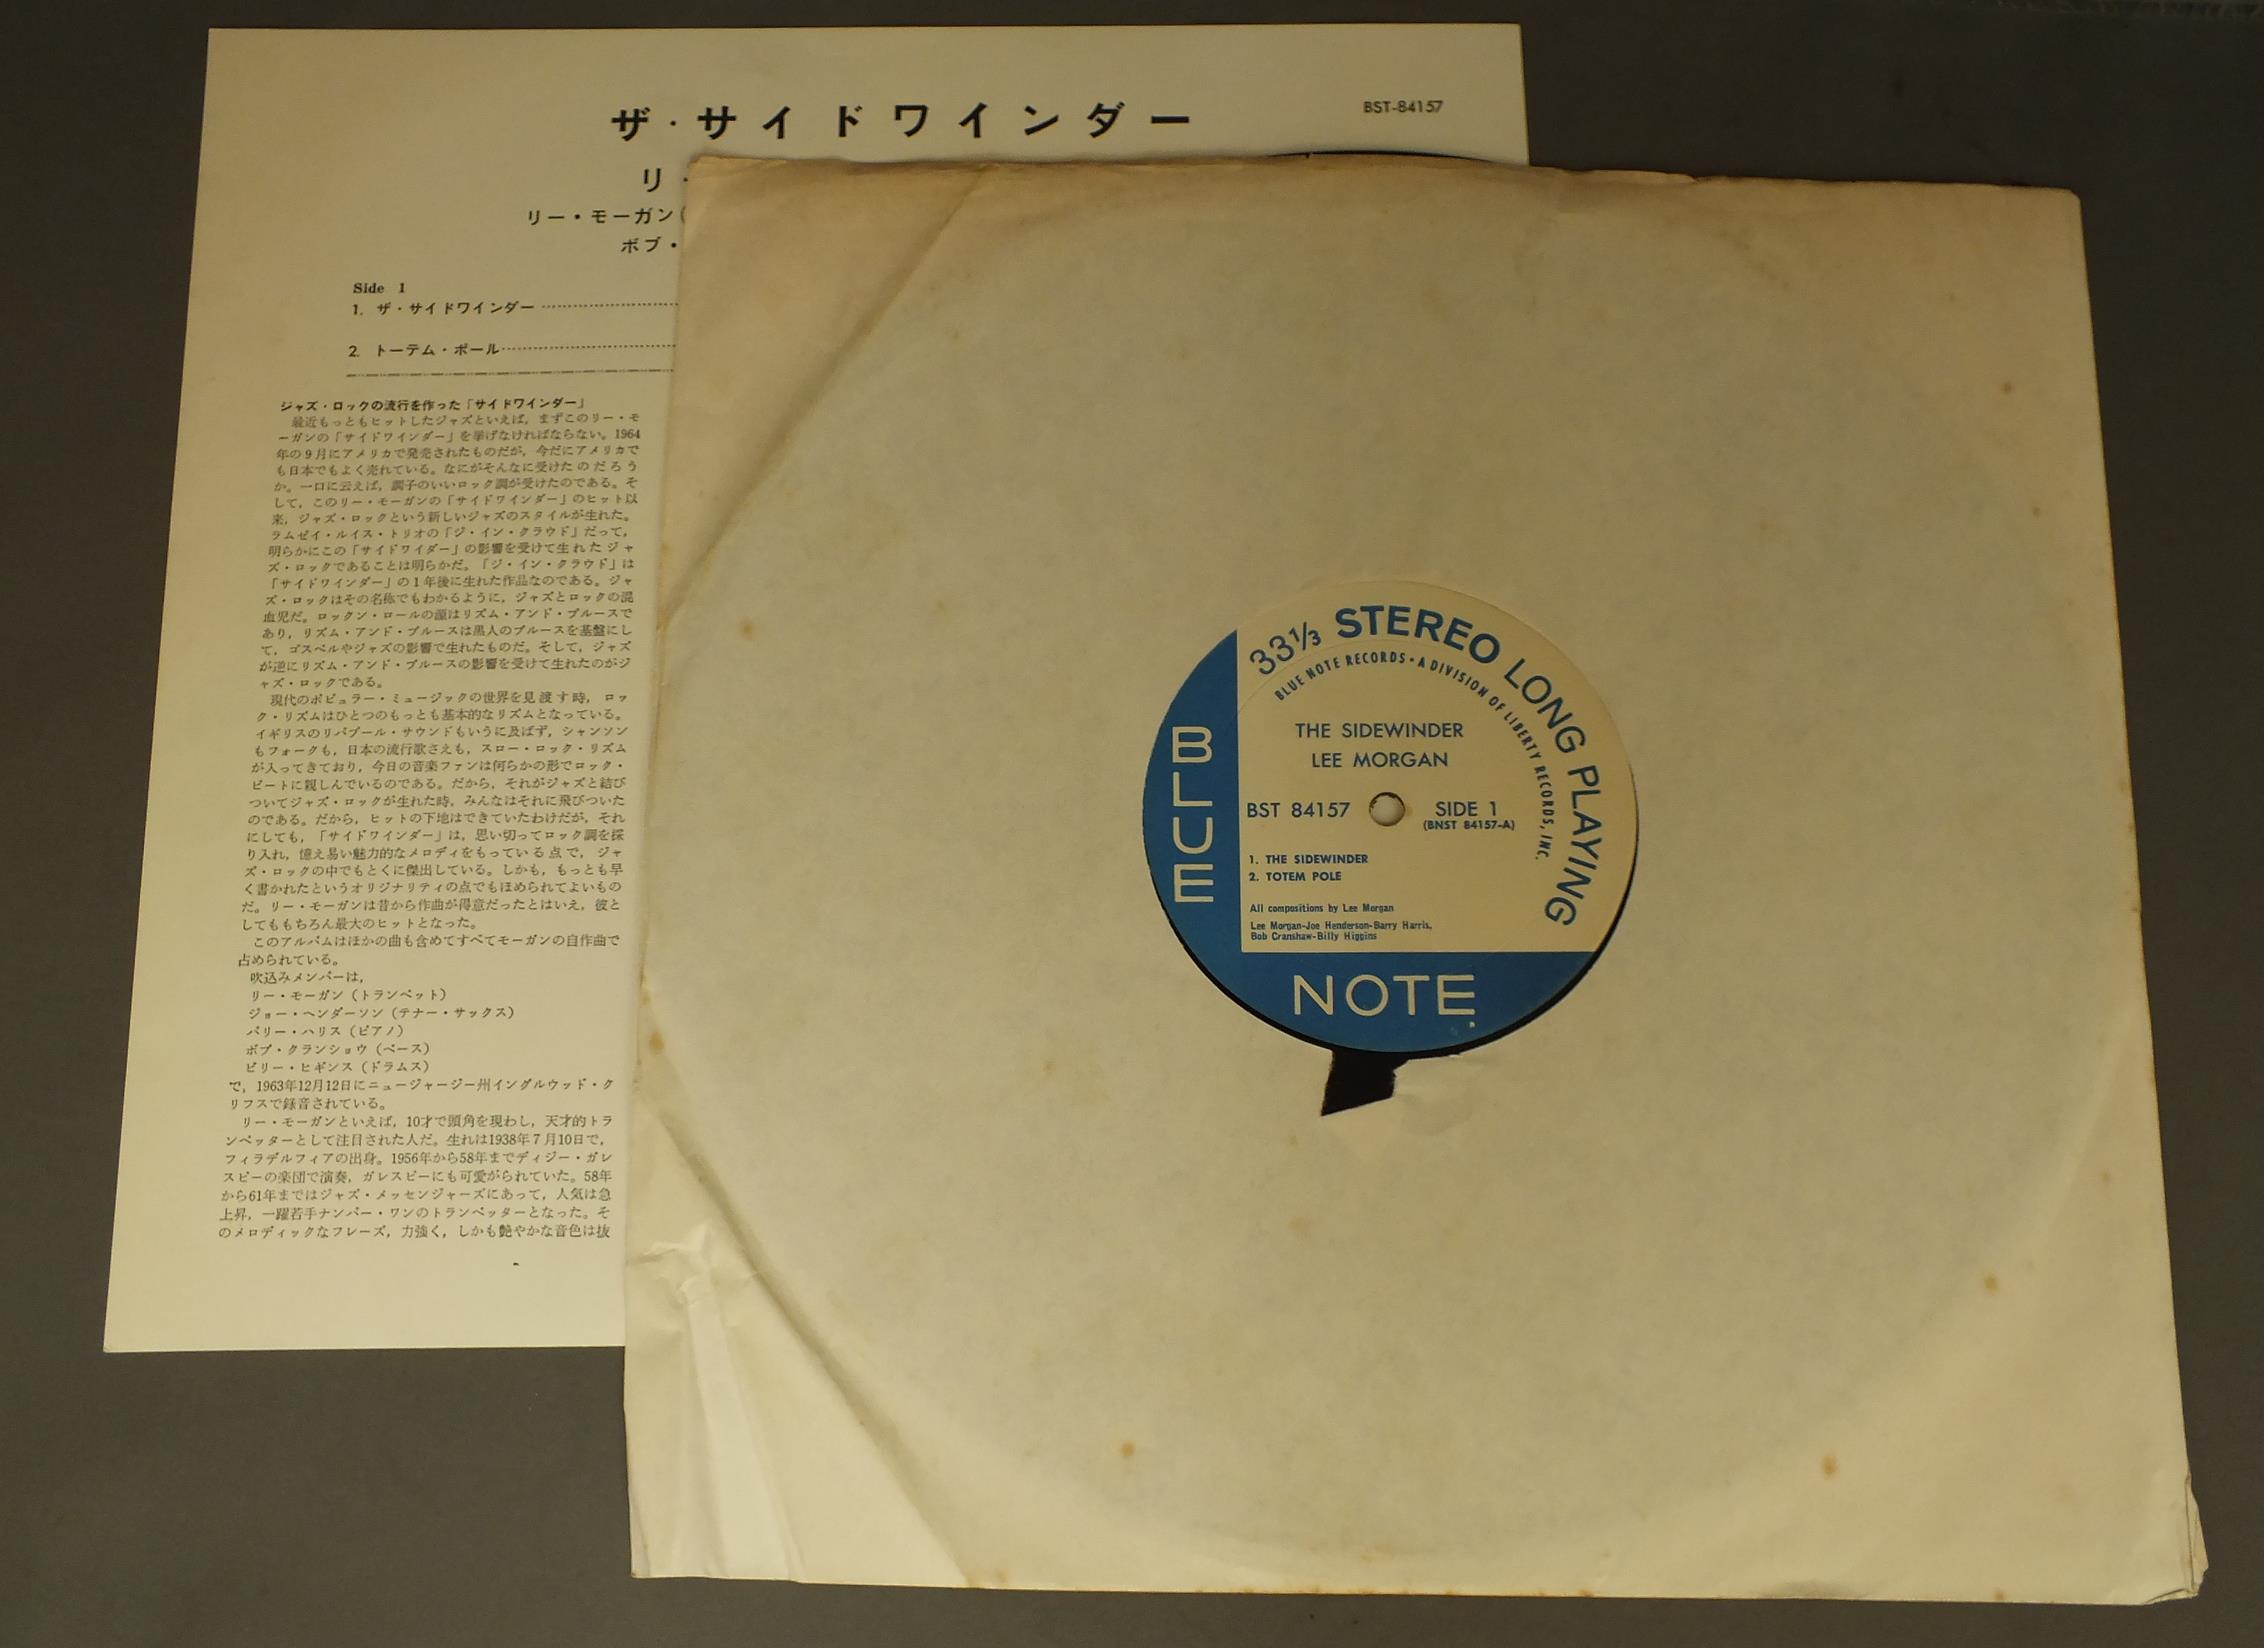 ザ・サイドワインダー
BST-84157
リ・
リー・モーガン(
ボブ・
Side 1
1. ザ・サイドワインダー
2. トーテム・ポール
ジャズ・ロックの流行を作った「サイドワインダー」
最近もっともヒットしたジャズといえば，まずこのリー・モ
ーガンの「サイドワインダー」を挙げなければならない。1964
年の9月にアメリカで発売されたものだが，今だにアメリカで
も日本でもよく売れている。なにがそんなに受けたのだろう
か。一口に云えば，調子のいいロック調が受けたのである。そ
して，このリー・モーガンの「サイドワインダー」のヒット以
来，ジャズ・ロックという新しいジャズのスタイルが生れた。
ラムゼイ・ルイス・トリオの「ジ・イン・クラウド」だって，
明らかにこの「サイドワイダー」の影響を受けて生れたジャ
ズ・ロックであることは明らかだ。「ジ・イン・クラウド」は
「サイドワインダー」の1年後に生れた作品なのである。ジャ
ズ・ロックはその名称でもわかるように，ジャズとロックの混
血児だ。ロックン・ロールの源はリズム・アンド・ブルースで
あり，リズム・アンド・ブルースは黒人のブルースを基盤にし
て，ゴスペルやジャズの影響で生れたものだ。そして，ジャズ
が逆にリズム・アンド・ブルースの影響を受けて生れたのがジ
ャズ・ロックである。
現代のポピュラー・ミュージックの世界を見渡す時，ロッ
ク・リズムはひとつのもっとも基本的なリズムとなっている。
イギリスのリバプール・サウンドもいうに及ばず，シャンソン
もフォークも，日本の流行歌さえも，スロー・ロック・リズム
が入ってきており，今日の音楽ファンは何らかの形でロック・
ビートに親しんでいるのである。だから，それがジャズと結び
ついてジャズ・ロックが生れた時，みんなはそれに飛びついた
のである。だから，ヒットの下地はできていたわけだが，それ
にしても，「サイドワインダー」は，思い切ってロック調を採
り入れ，憶え易い魅力的なメロディをもっている点で，ジャ
ズ・ロックの中でもとくに傑出している。しかも，もっとも早
く書かれたというオリジナリティの点でもほめられてよいもの
だ。リー・モーガンは昔から作曲が得意だったとはいえ，彼と
してももちろん最大のヒットとなった。
このアルバムはほかの曲も含めてすべてモーガンの自作曲で
占められている。
吹込みメンバーは，
リー・モーガン（トランペット）
ジョー・ヘンダーソン（テナー・サックス）
バリー・ハリス（ピアノ）
ボブ・クランショウ（ベース）
ビリー・ヒギンス（ドラムス）
で，1963年12月12日にニュージャージー州イングルウッド・ク
リフスで録音されている。
リー・モーガンといえば，10才で頭角を現わし，天才的トラ
ンペッターとして注目された人だ。生れは1938年7月10日で，
フィラデルフィアの出身。1956年から58年までディジー・ガレ
スピーの楽団で演奏，ガレスピーにも可愛がられていた。58年
から61年まではジャズ・メッセンジャーズにあって，人気は急
上昇，一躍若手ナンバー・ワンのトランペッターとなった。そ
のメロディックなフレーズ，力強く，しかも艶やかな音色は抜
33⅓ STEREO LONG PLAYING
BLUE NOTE RECORDS • A DIVISION OF LIBERTY RECORDS, INC.
THE SIDEWINDER
LEE MORGAN
BST 84157
SIDE 1
(BNST 84157-A)
1. THE SIDEWINDER
2. TOTEM POLE
All compositions by Lee Morgan
Lee Morgan-Joe Henderson-Barry Harris,
Bob Cranshaw-Billy Higgins
BLUE
NOTE